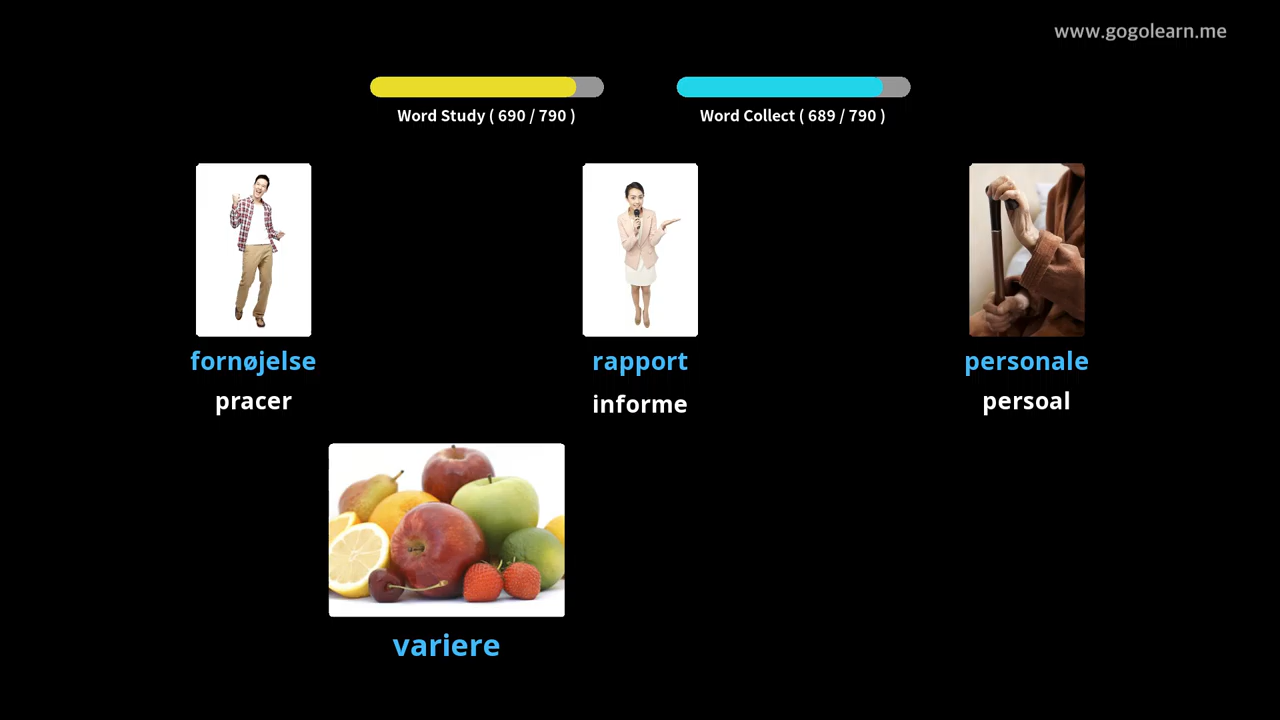 www.gogolearn.me
Word Study ( 690 / 790 )
Word Collect ( 689 / 790 )
fornøjelse
rapport
personale
pracer
informe
persoal
variere